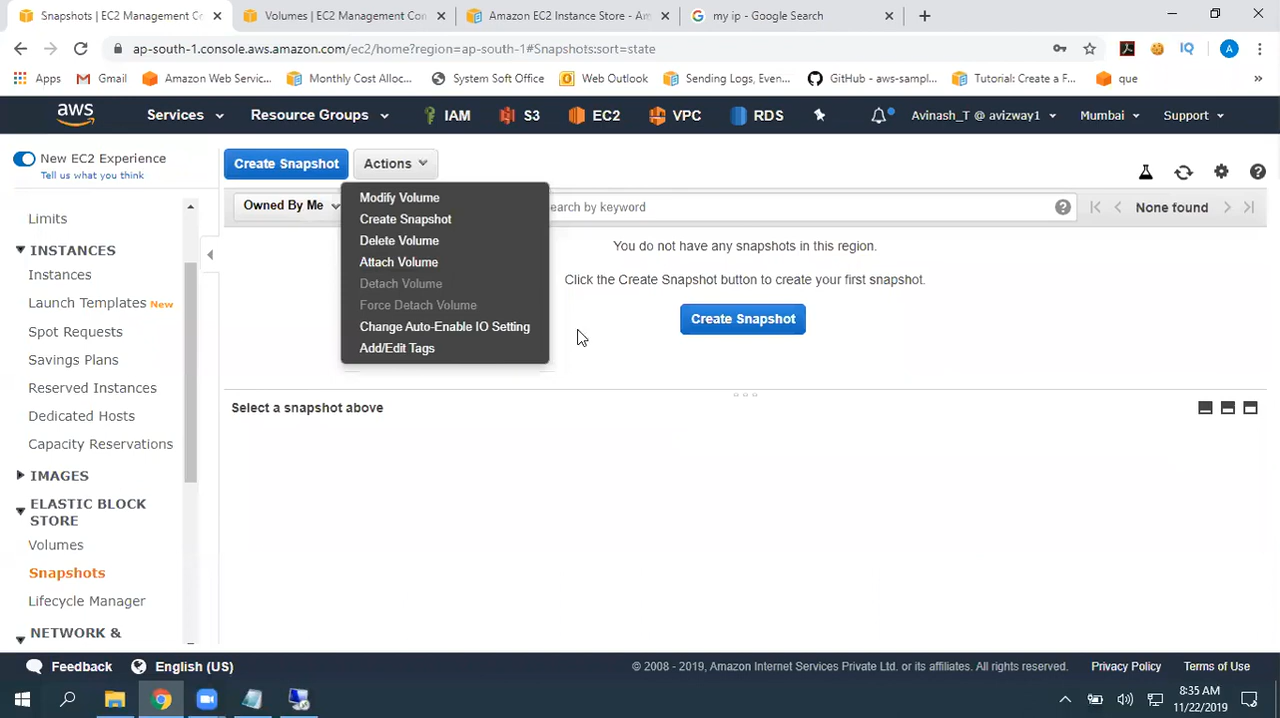 Snapshots | EC2 Management C
Volumes | EC2 Management Con
Amazon EC2 Instance Store - Am
my ip - Google Search
ap-south-1.console.aws.amazon.com/ec2/home?region=ap-south-1#Snapshots:sort=state
A
Apps
Gmail
Amazon Web Servic...
Monthly Cost Alloc...
System Soft Office
Web Outlook
Sending Logs, Even...
GitHub - aws-sampl...
Tutorial: Create a F...
que
»
IQ
aws
Services
Resource Groups
IAM
S3
EC2
VPC
RDS
Avinash_T @ avizway1
Mumbai
Support
New EC2 Experience
Tell us what you think
Limits
INSTANCES
Instances
Launch Templates New
Spot Requests
Savings Plans
Reserved Instances
Dedicated Hosts
Capacity Reservations
IMAGES
ELASTIC BLOCK
STORE
Volumes
Snapshots
Lifecycle Manager
NETWORK &
Create Snapshot
Actions
Owned By Me
earch by keyword
None found
Modify Volume
Create Snapshot
Delete Volume
Attach Volume
Detach Volume
Force Detach Volume
Change Auto-Enable IO Setting
Add/Edit Tags
You do not have any snapshots in this region.
Click the Create Snapshot button to create your first snapshot.
Create Snapshot
Select a snapshot above
Feedback
English (US)
© 2008 - 2019, Amazon Internet Services Private Ltd. or its affiliates. All rights reserved.
Privacy Policy
Terms of Use
8:35 AM
11/22/2019